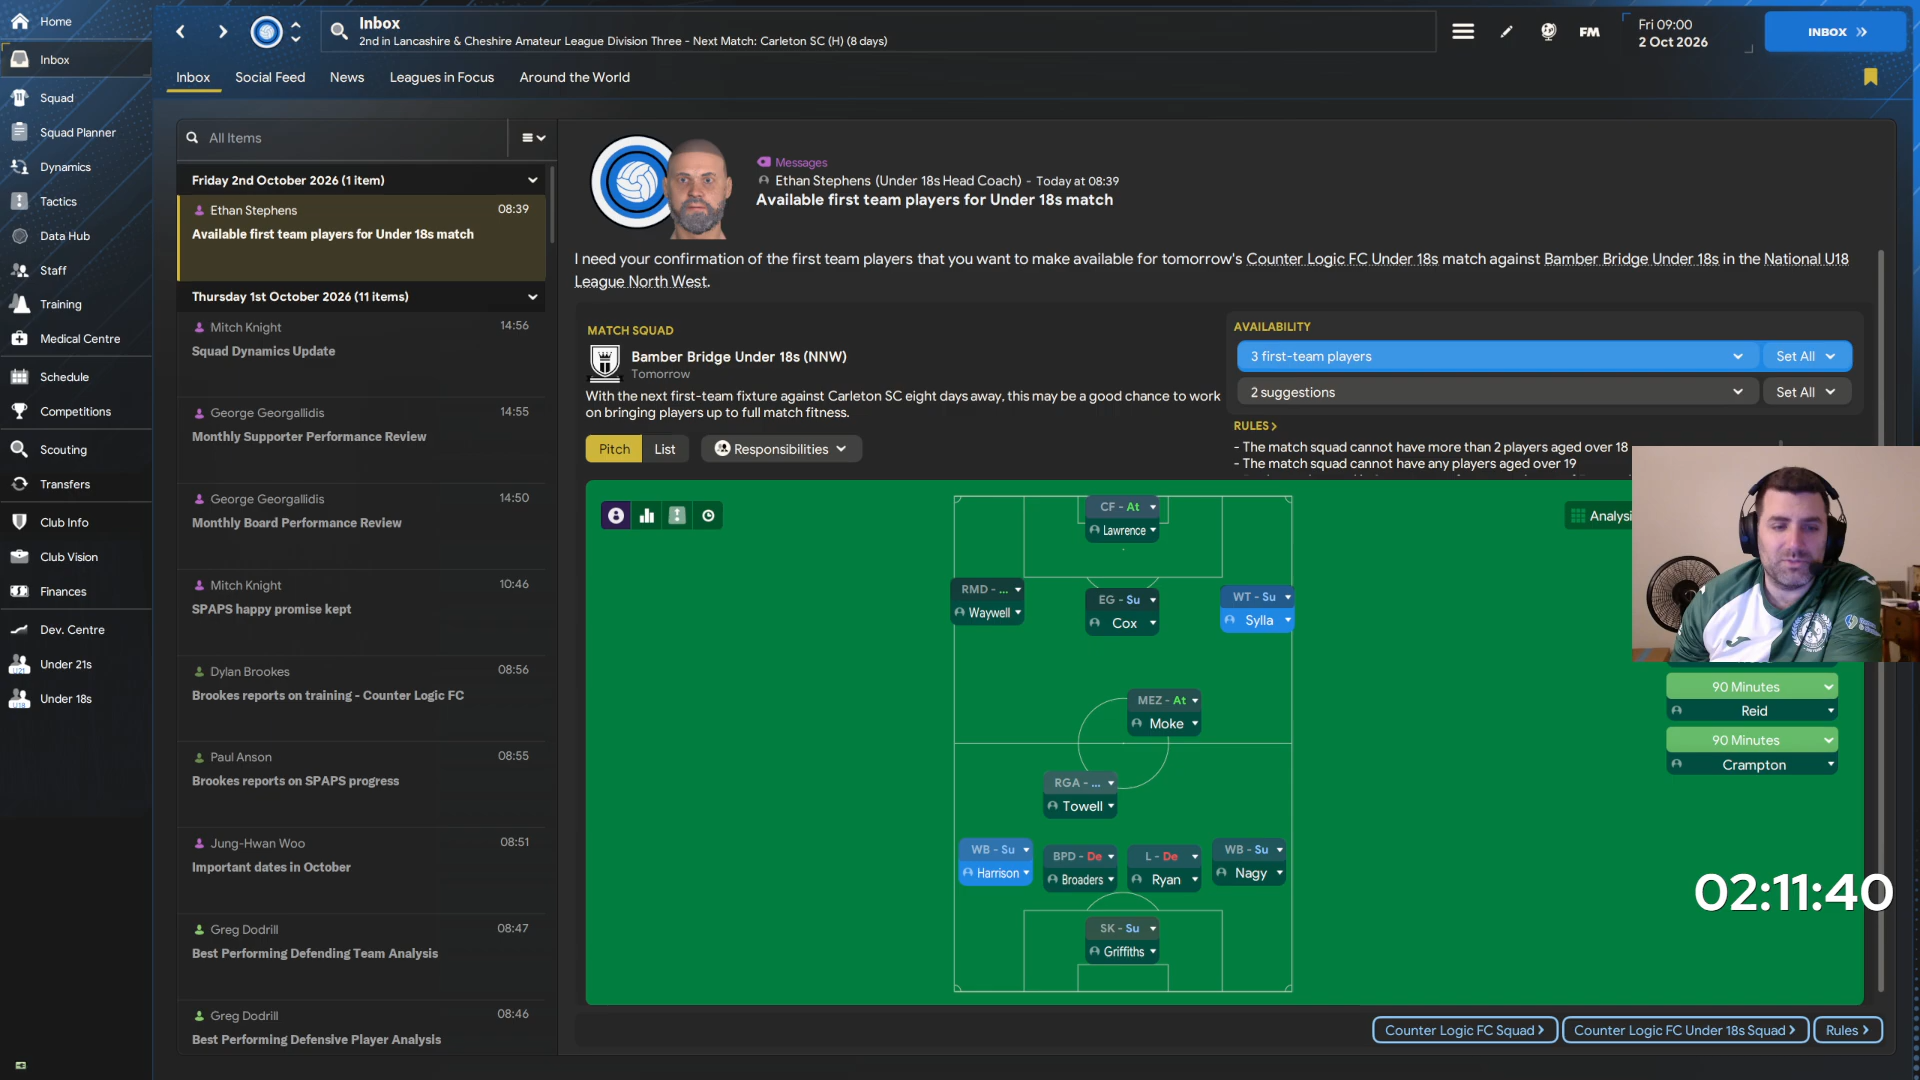 Home
Inbox
Squad
Squad Planner
Dynamics
Tactics
Data Hub
Staff
Training
Medical Centre
Schedule
Competitions
Scouting
Transfers
Club Info
Club Vision
Finances
Dev. Centre
Under 21s
Under 18s
Inbox
2nd in Lancashire & Cheshire Amateur League Division Three - Next Match: Carleton SC (H) (8 days)
FM
Fri 09:00
2 Oct 2026
INBOX
Inbox
Social Feed
News
Leagues in Focus
Around the World
All Items
Friday 2nd October 2026 (1 item)
Ethan Stephens 08:39
Available first team players for Under 18s match
Thursday 1st October 2026 (11 items)
Mitch Knight 14:56
Squad Dynamics Update
George Georgallidis 14:55
Monthly Supporter Performance Review
George Georgallidis 14:50
Monthly Board Performance Review
Mitch Knight 10:46
SPAPS happy promise kept
Dylan Brookes 08:56
Brookes reports on training - Counter Logic FC
Paul Anson 08:55
Brookes reports on SPAPS progress
Jung-Hwan Woo 08:51
Important dates in October
Greg Dodrill 08:47
Best Performing Defending Team Analysis
Greg Dodrill 08:46
Best Performing Defensive Player Analysis
Messages
Ethan Stephens (Under 18s Head Coach) - Today at 08:39
Available first team players for Under 18s match
I need your confirmation of the first team players that you want to make available for tomorrow's Counter Logic FC Under 18s match against Bamber Bridge Under 18s in the National U18
League North West.
MATCH SQUAD
Bamber Bridge Under 18s (NNW)
Tomorrow
With the next first-team fixture against Carleton SC eight days away, this may be a good chance to work
on bringing players up to full match fitness.
Pitch
List
Responsibilities
AVAILABILITY
3 first-team players
Set All
2 suggestions
Set All
RULES >
- The match squad cannot have more than 2 players aged over 18
- The match squad cannot have any players aged over 19
Analysi
CF - At
Lawrence
RMD - ...
Waywell
EG - Su
Cox
WT - Su
Sylla
MEZ - At
Moke
RGA - ...
Towell
WB - Su
Harrison
BPD - De
Broaders
L - De
Ryan
WB - Su
Nagy
SK - Su
Griffiths
90 Minutes
Reid
90 Minutes
Crampton
02:11:40
Counter Logic FC Squad >
Counter Logic FC Under 18s Squad >
Rules >